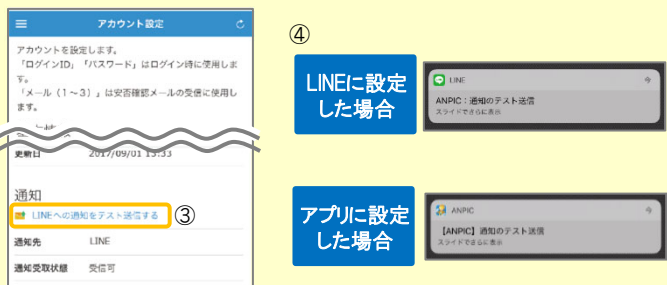 アカウント設定
アカウントを設定します。
「ログインID」「パスワード」はログイン時に使用しま
す。
「メール（1～3）」は安否確認メールの受信に使用し
ます。
更新日 2017/09/01 13:33
通知
LINEへの通知をテスト送信する ③
通知先 LINE
通知受取状態 受信可
④
LINEに設定
した場合
LINE 今
ANPIC：通知のテスト送信
スライドでさらに表示
アプリに設定
した場合
ANPIC 今
【ANPIC】通知のテスト送信
スライドでさらに表示